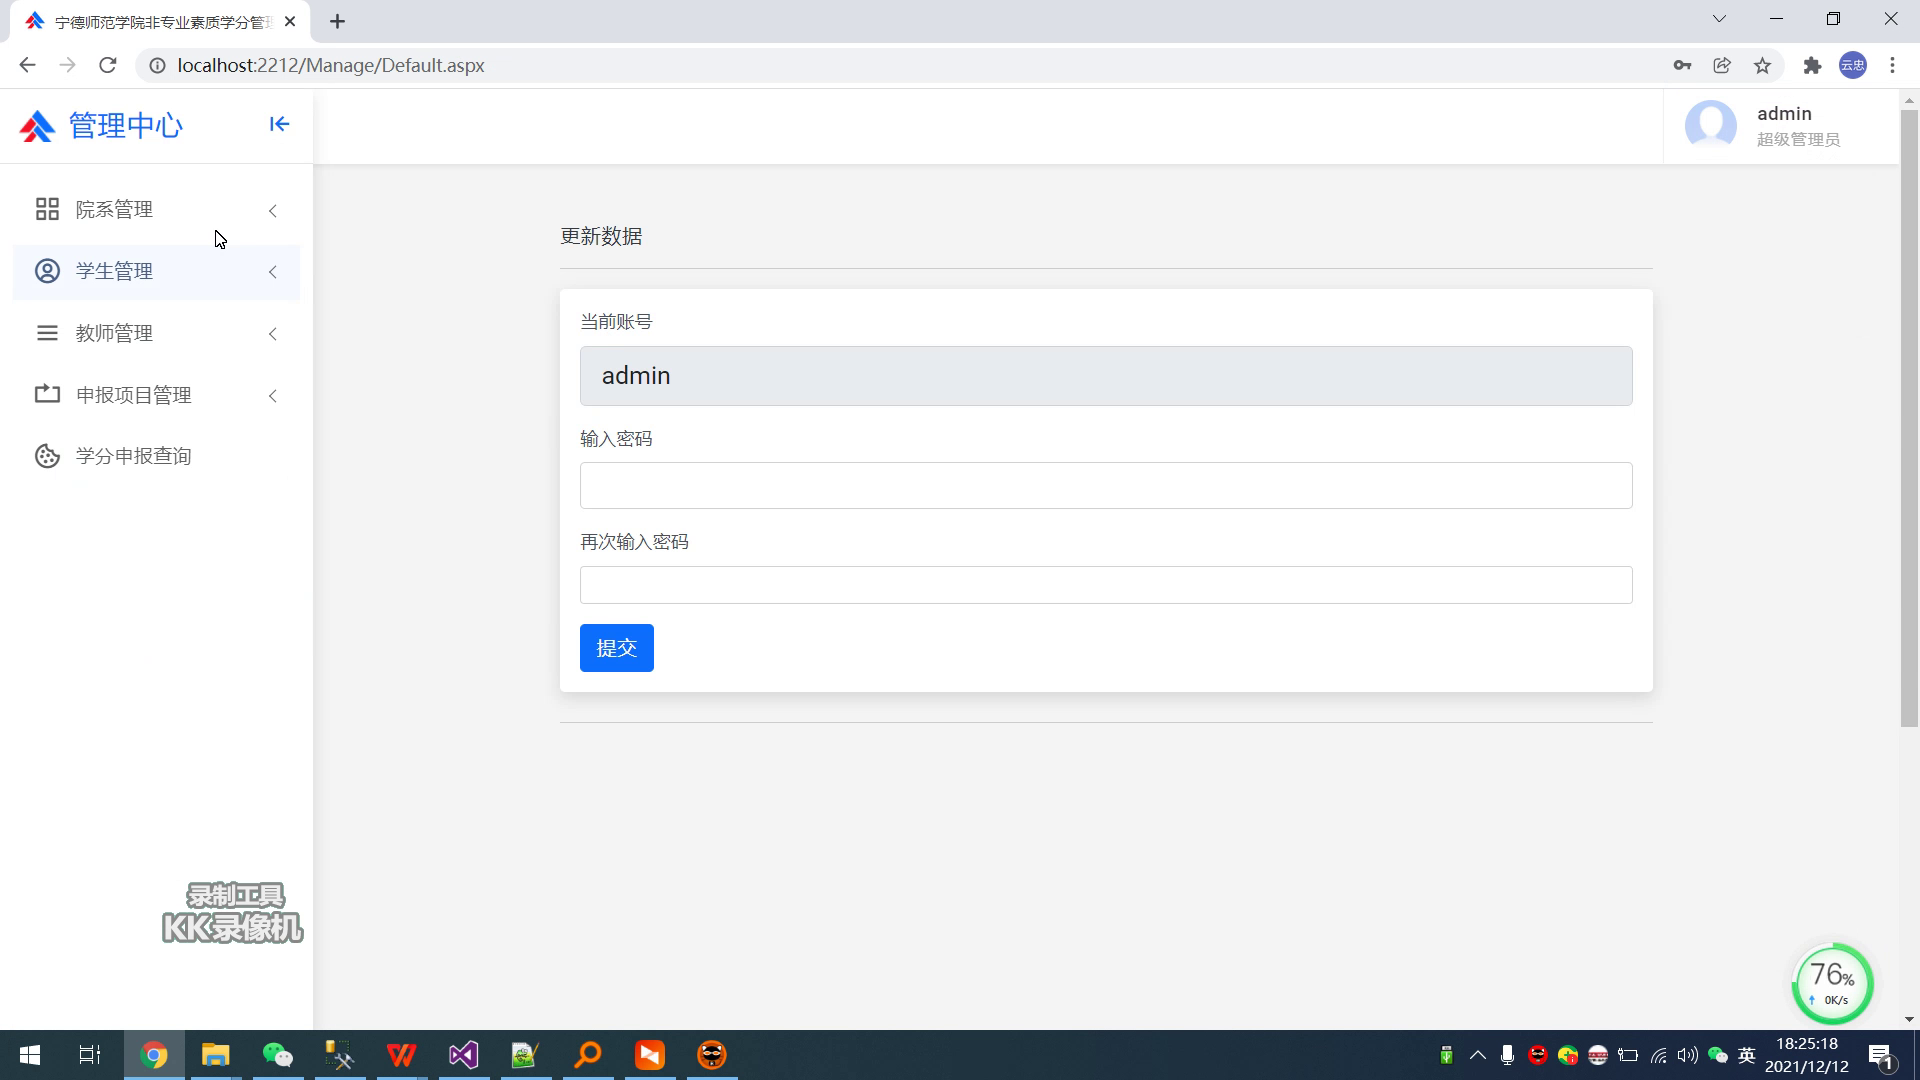 宁德师范学院非专业素质学分管
localhost:2212/Manage/Default.aspx
云忠
管理中心
admin
超级管理员
院系管理
学生管理
教师管理
申报项目管理
学分申报查询
更新数据
当前账号
admin
输入密码
再次输入密码
提交
录制工具
KK录像机
76%
0K/s
英
18:25:18
2021/12/12
1